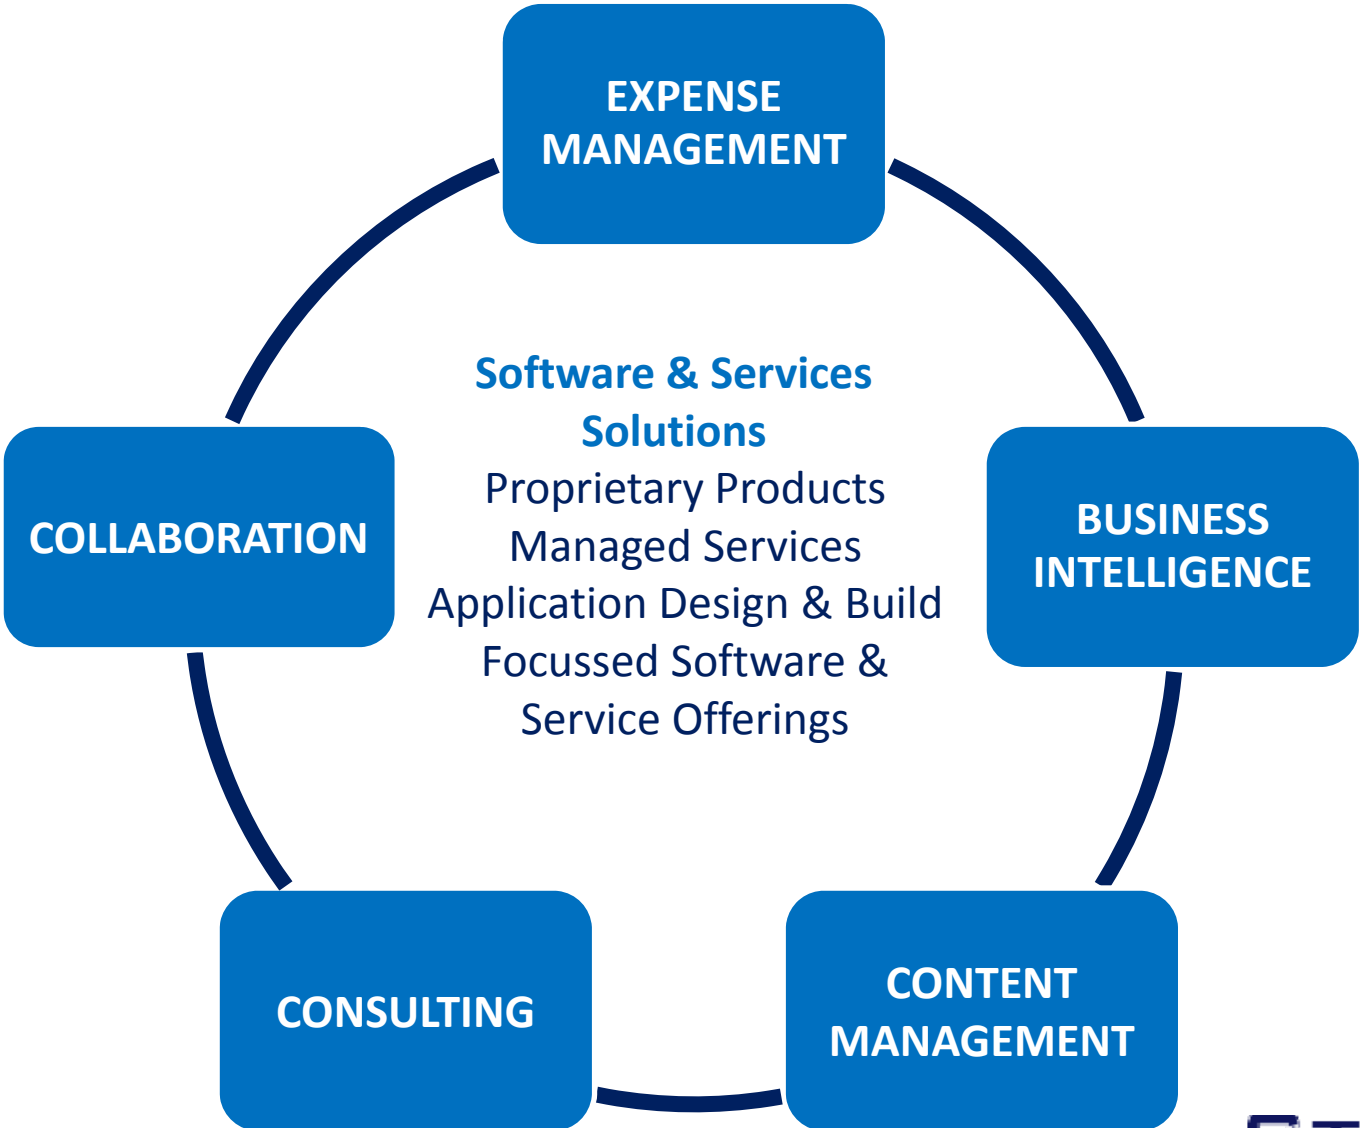 EXPENSE
MANAGEMENT
Software & Services
Solutions
Proprietary Products
Managed Services
Application Design & Build
Focussed Software &
Service Offerings
COLLABORATION
BUSINESS
INTELLIGENCE
CONSULTING
CONTENT
MANAGEMENT